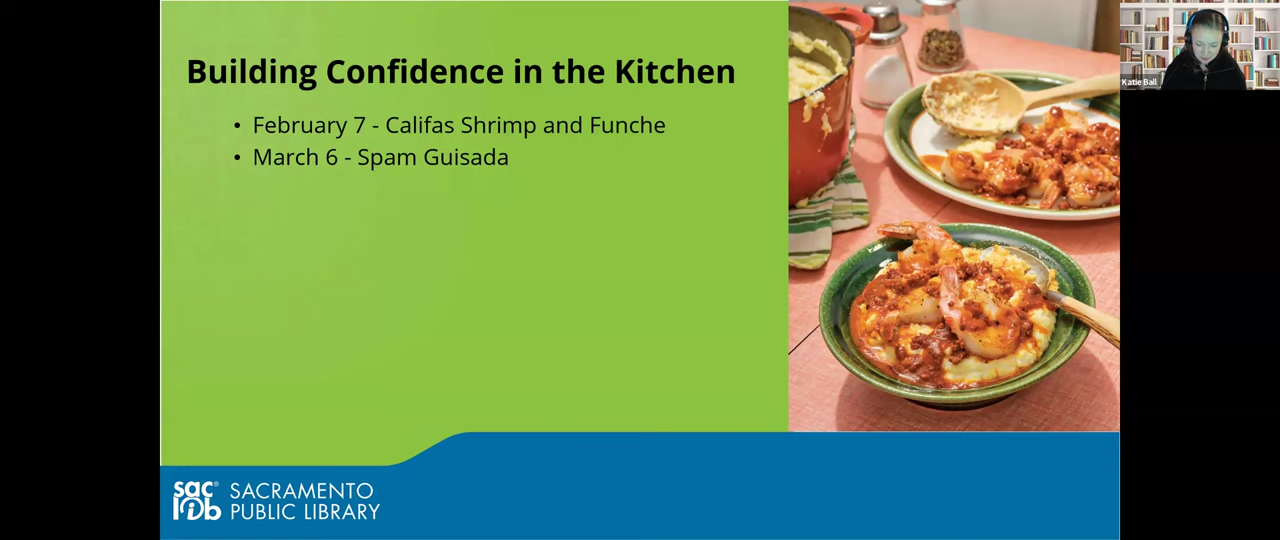 Building Confidence in the Kitchen
• February 7 - Califas Shrimp and Funche
• March 6 - Spam Guisada
Katie Ball
sac lib® SACRAMENTO
PUBLIC LIBRARY